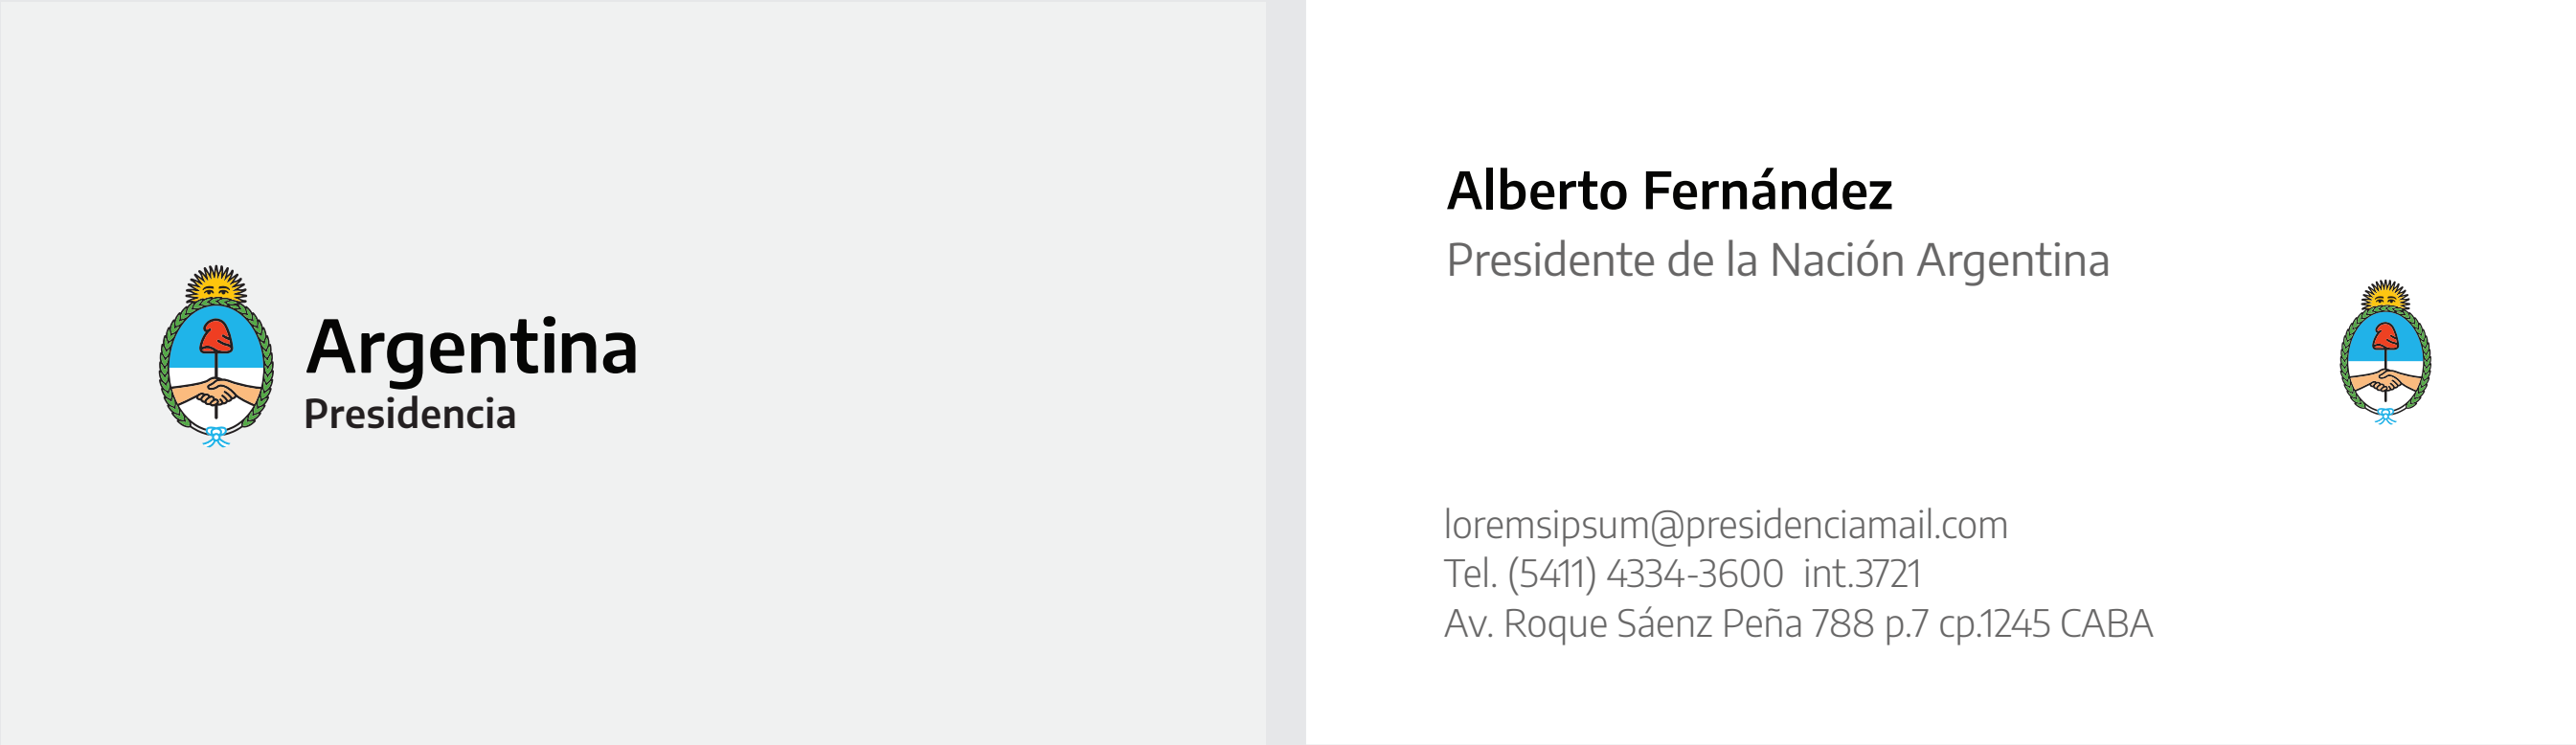 Argentina
Presidencia
Alberto Fernández
Presidente de la Nación Argentina
loremsipsum@presidenciamail.com
Tel. (5411) 4334-3600  int.3721
Av. Roque Sáenz Peña 788 p.7 cp.1245 CABA